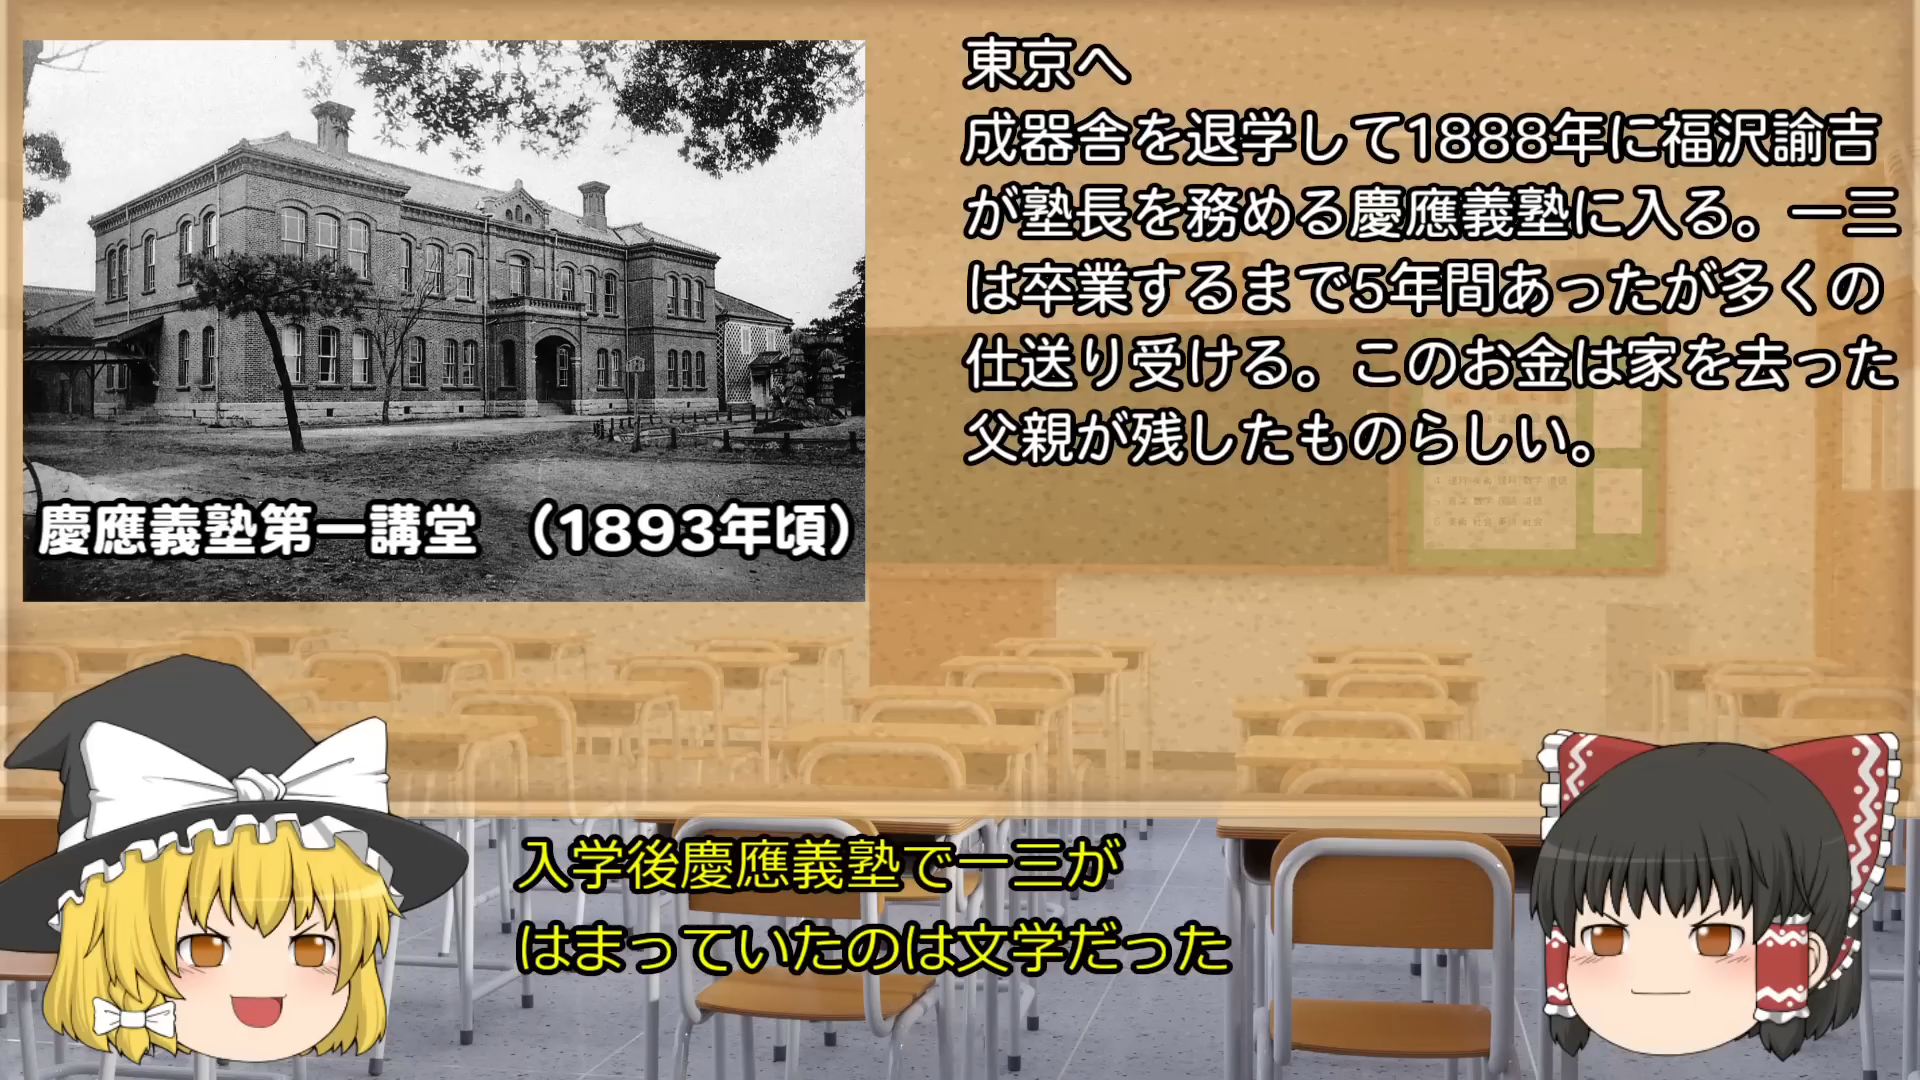 東京へ
成器舎を退学して1888年に福沢諭吉
が塾長を務める慶應義塾に入る。一三
は卒業するまで5年間あったが多くの
仕送り受ける。このお金は家を去った
父親が残したものらしい。
慶應義塾第一講堂　（1893年頃）
入学後慶應義塾で一三が
はまっていたのは文学だった